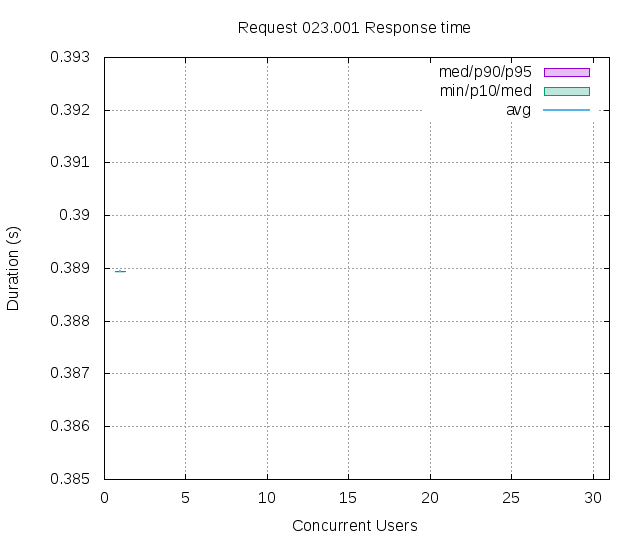 Request 023.001 Response time
med/p90/p95
min/p10/med
avg
Duration (s)
0.393
0.392
0.391
0.39
0.389
0.388
0.387
0.386
0.385
0 5 10 15 20 25 30
Concurrent Users